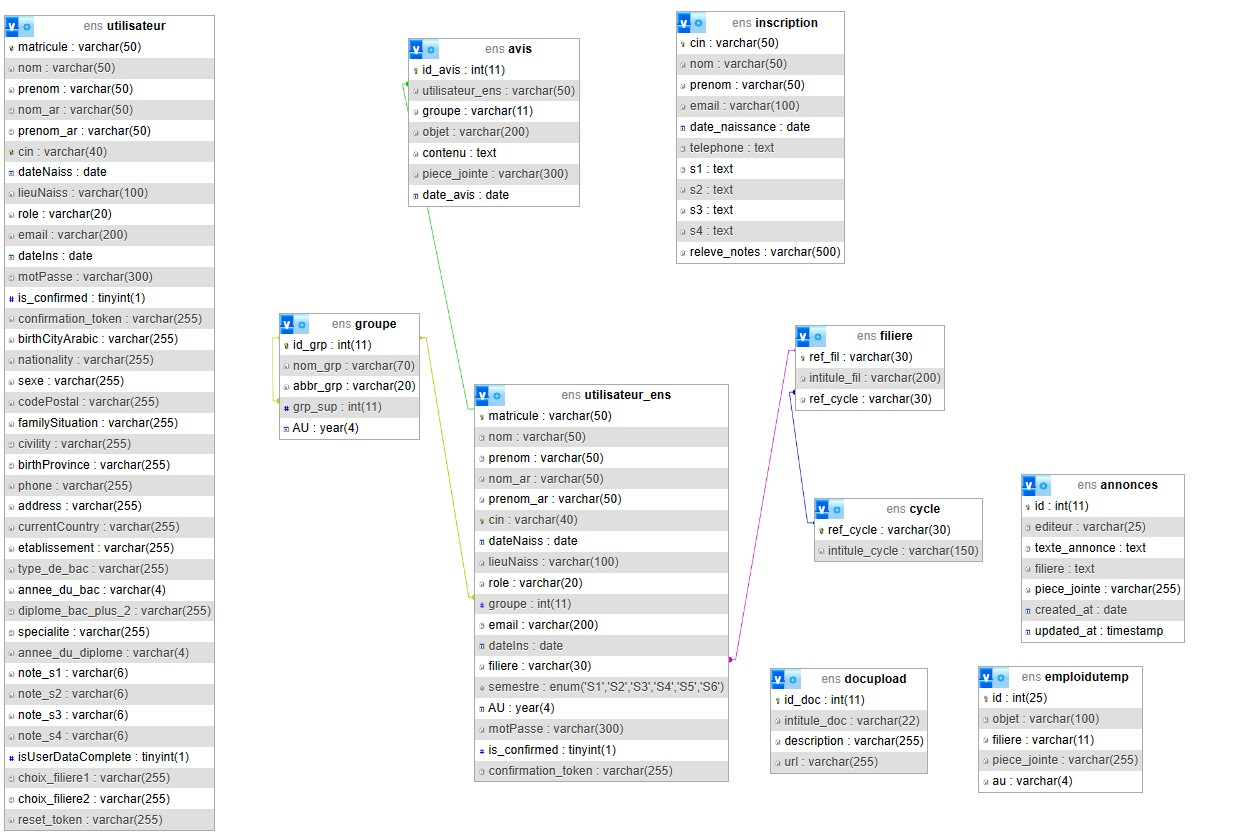 ens utilisateur
matricule : varchar(50)
nom : varchar(50)
prenom : varchar(50)
nom_ar : varchar(50)
prenom_ar : varchar(50)
cin : varchar(40)
dateNaiss : date
lieuNaiss : varchar(100)
role : varchar(20)
email : varchar(200)
dateIns : date
motPasse : varchar(300)
is_confirmed : tinyint(1)
confirmation_token : varchar(255)
birthCityArabic : varchar(255)
nationality : varchar(255)
sexe : varchar(255)
codePostal : varchar(255)
familySituation : varchar(255)
civility : varchar(255)
birthProvince : varchar(255)
phone : varchar(255)
address : varchar(255)
currentCountry : varchar(255)
etablissement : varchar(255)
type_de_bac : varchar(255)
annee_du_bac : varchar(4)
diplome_bac_plus_2 : varchar(255)
specialite : varchar(255)
annee_du_diplome : varchar(4)
note_s1 : varchar(6)
note_s2 : varchar(6)
note_s3 : varchar(6)
note_s4 : varchar(6)
isUserDataComplete : tinyint(1)
choix_filiere1 : varchar(255)
choix_filiere2 : varchar(255)
reset_token : varchar(255)
ens avis
id_avis : int(11)
utilisateur_ens : varchar(50)
groupe : varchar(11)
objet : varchar(200)
contenu : text
piece_jointe : varchar(300)
date_avis : date
ens inscription
cin : varchar(50)
nom : varchar(50)
prenom : varchar(50)
email : varchar(100)
date_naissance : date
telephone : text
s1 : text
s2 : text
s3 : text
s4 : text
releve_notes : varchar(500)
ens groupe
id_grp : int(11)
nom_grp : varchar(70)
abbr_grp : varchar(20)
grp_sup : int(11)
AU : year(4)
ens utilisateur_ens
matricule : varchar(50)
nom : varchar(50)
prenom : varchar(50)
nom_ar : varchar(50)
prenom_ar : varchar(50)
cin : varchar(40)
dateNaiss : date
lieuNaiss : varchar(100)
role : varchar(20)
groupe : int(11)
email : varchar(200)
dateIns : date
filiere : varchar(30)
semestre : enum('S1','S2','S3','S4','S5','S6')
AU : year(4)
motPasse : varchar(300)
is_confirmed : tinyint(1)
confirmation_token : varchar(255)
ens filiere
ref_fil : varchar(30)
intitule_fil : varchar(200)
ref_cycle : varchar(30)
ens cycle
ref_cycle : varchar(30)
intitule_cycle : varchar(150)
ens annonces
id : int(11)
editeur : varchar(25)
texte_annonce : text
filiere : text
piece_jointe : varchar(255)
created_at : date
updated_at : timestamp
ens docupload
id_doc : int(11)
intitule_doc : varchar(22)
description : varchar(255)
url : varchar(255)
ens emploidutemp
id : int(25)
objet : varchar(100)
filiere : varchar(11)
piece_jointe : varchar(255)
au : varchar(4)